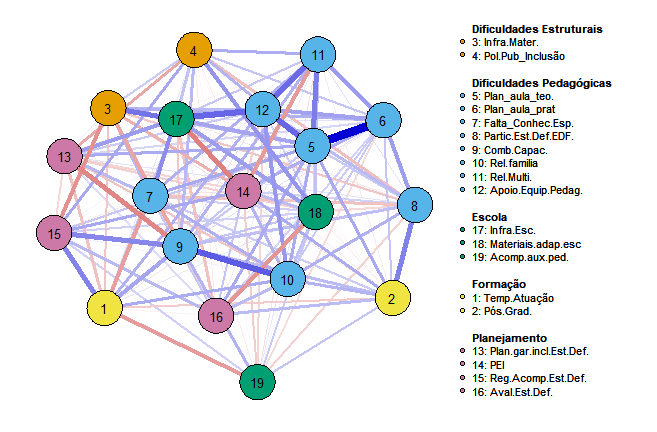 4
11
3
17
12
6
5
13
7
14
8
18
15
9
10
1
16
2
19
Dificuldades Estruturais
3: Infra.Mater.
4: Pol.Pub_Inclusão
Dificuldades Pedagógicas
5: Plan_aula_teo.
6: Plan_aula_prat
7: Falta_Conhec.Esp.
8: Partic.Est.Def.EDF.
9: Comb.Capac.
10: Rel.familia
11: Rel.Multi.
12: Apoio.Equip.Pedag.
Escola
17: Infra.Esc.
18: Materiais.adap.esc
19: Acomp.aux.ped.
Formação
1: Temp.Atuação
2: Pós.Grad.
Planejamento
13: Plan.gar.incl.Est.Def.
14: PEI
15: Reg.Acomp.Est.Def.
16: Aval.Est.Def.